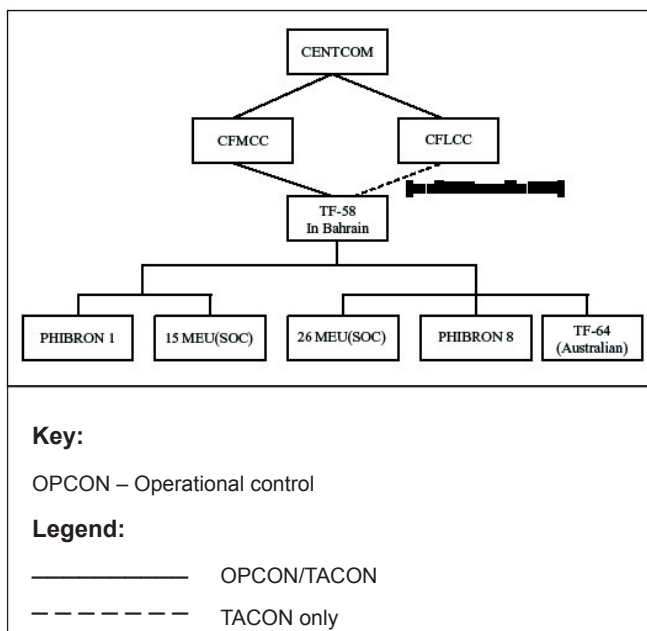 CENTCOM
CFMCC
CFLCC
TF-58
In Bahrain
PHIBRON 1
15 MEU(SOC)
26 MEU(SOC)
PHIBRON 8
TF-64
(Australian)
Key:
OPCON – Operational control
Legend:
OPCON/TACON
TACON only